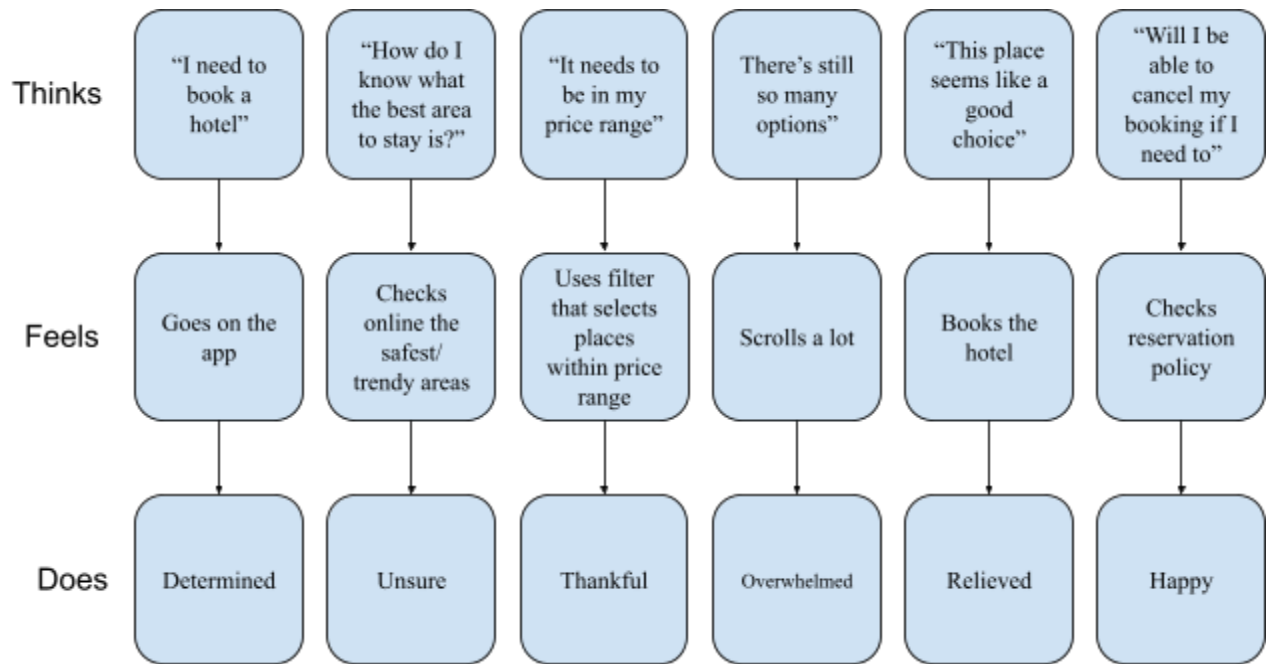 Thinks
“I need to
book a
hotel”
“How do I
know what
the best area
to stay is?”
“It needs to
be in my
price range”
There’s still
so many
options”
“This place
seems like a
good
choice”
“Will I be
able to
cancel my
booking if I
need to”
Feels
Goes on the
app
Checks
online the
safest/
trendy areas
Uses filter
that selects
places
within price
range
Scrolls a lot
Books the
hotel
Checks
reservation
policy
Does
Determined
Unsure
Thankful
Overwhelmed
Relieved
Happy